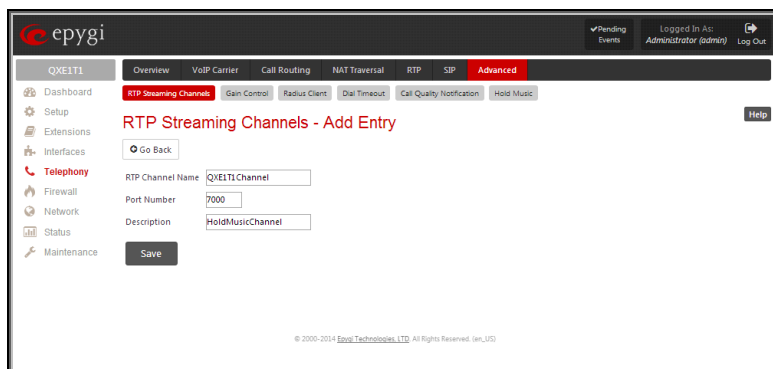 epygi
✔Pending Events
Logged In As:
Administrator (admin)
Log Out
QXE1T1
Overview VoIP Carrier Call Routing NAT Traversal RTP SIP Advanced
Dashboard
Setup
Extensions
Interfaces
Telephony
Firewall
Network
Status
Maintenance
RTP Streaming Channels Gain Control Radius Client Dial Timeout Call Quality Notification Hold Music
Help
RTP Streaming Channels - Add Entry
Go Back
RTP Channel Name QXE1T1Channel
Port Number 7000
Description HoldMusicChannel
Save
© 2000-2014 Epygi Technologies, LTD. All Rights Reserved. (en_US)